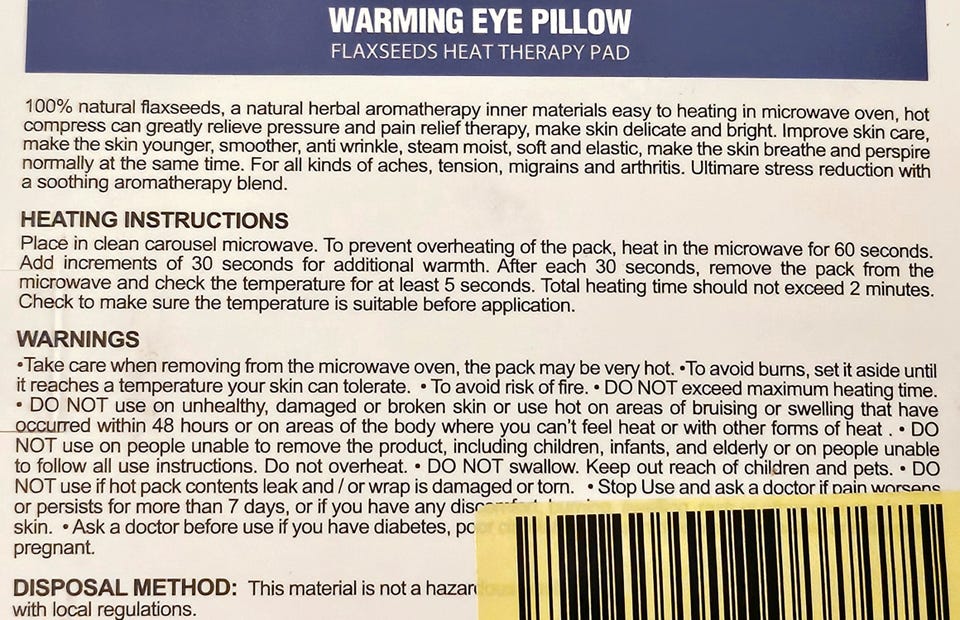 WARMING EYE PILLOW
FLAXSEEDS HEAT THERAPY PAD
100% natural flaxseeds, a natural herbal aromatherapy inner materials easy to heating in microwave oven, hot
compress can greatly relieve pressure and pain relief therapy, make skin delicate and bright. Improve skin care,
make the skin younger, smoother, anti wrinkle, steam moist, soft and elastic, make the skin breathe and perspire
normally at the same time. For all kinds of aches, tension, migrains and arthritis. Ultimare stress reduction with
a soothing aromatherapy blend.
HEATING INSTRUCTIONS
Place in clean carousel microwave. To prevent overheating of the pack, heat in the microwave for 60 seconds.
Add increments of 30 seconds for additional warmth. After each 30 seconds, remove the pack from the
microwave and check the temperature for at least 5 seconds. Total heating time should not exceed 2 minutes.
Check to make sure the temperature is suitable before application.
WARNINGS
•Take care when removing from the microwave oven, the pack may be very hot. •To avoid burns, set it aside until
it reaches a temperature your skin can tolerate. • To avoid risk of fire. • DO NOT exceed maximum heating time.
• DO NOT use on unhealthy, damaged or broken skin or use hot on areas of bruising or swelling that have
occurred within 48 hours or on areas of the body where you can't feel heat or with other forms of heat . • DO
NOT use on people unable to remove the product, including children, infants, and elderly or on people unable
to follow all use instructions. Do not overheat. • DO NOT swallow. Keep out reach of children and pets. • DO
NOT use if hot pack contents leak and / or wrap is damaged or torn. • Stop Use and ask a doctor if pain worsens
or persists for more than 7 days, or if you have any
skin. • Ask a doctor before use if you have diabetes,
pregnant.
DISPOSAL METHOD: This material is not a
with local regulations.